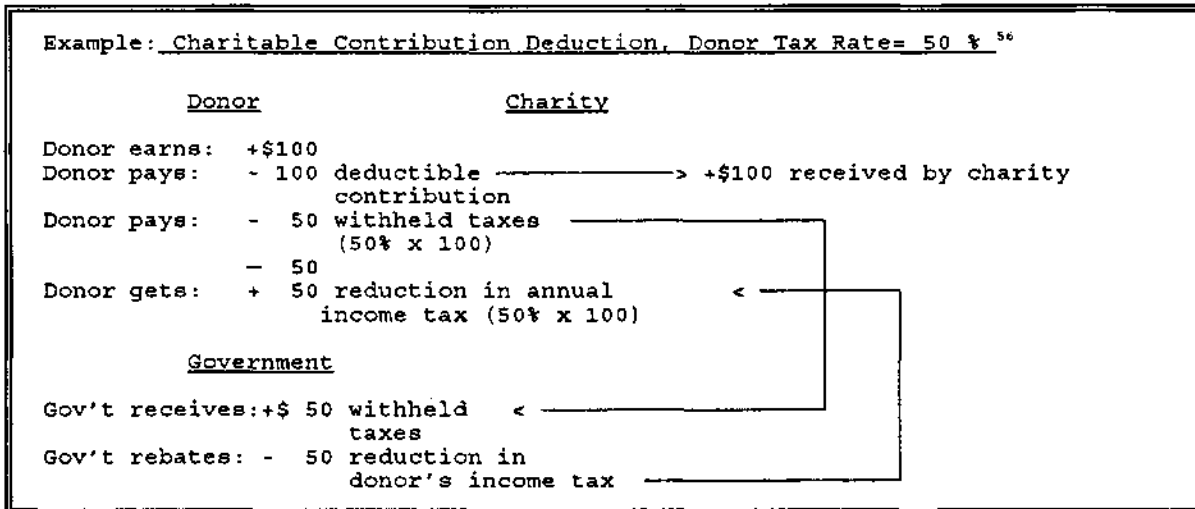 Example: Charitable Contribution Deduction, Donor Tax Rate= 50 % 56
Donor Charity
Donor earns: +$100
Donor pays: - 100 deductible > +$100 received by charity
contribution
Donor pays: - 50 withheld taxes
(50% x 100)
— 50
Donor gets: + 50 reduction in annual <
income tax (50% x 100)
Government
Gov't receives:+$ 50 withheld <
taxes
Gov't rebates: - 50 reduction in
donor's income tax